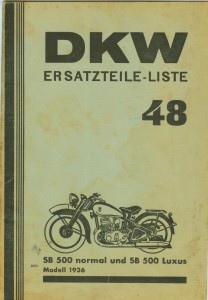 DKW
ERSATZTEILE-LISTE
48
SB 500 normal und SB 500 Luxus
Modell 1936